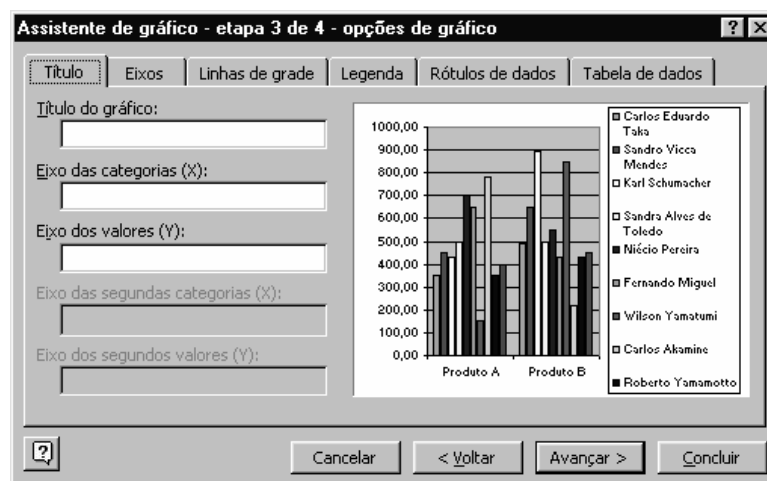 Assistente de gráfico - etapa 3 de 4 - opções de gráfico
Título
Eixos
Linhas de grade
Legenda
Rótulos de dados
Tabela de dados
Título do gráfico:
Eixo das categorias (X):
Eixo dos valores (Y):
Eixo das segundas categorias (X):
Eixo dos segundos valores (Y):
1000,00
900,00
800,00
700,00
600,00
500,00
400,00
300,00
200,00
100,00
0,00
Produto A
Produto B
Carlos Eduardo
Taka
Sandro Vicca
Mendes
Karl Schumacher
Sandra Alves de
Toledo
Niécio Pereira
Fernando Miguel
Wilson Yamatumi
Carlos Akamine
Roberto Yamamotto
Cancelar
< Voltar
Avançar >
Concluir